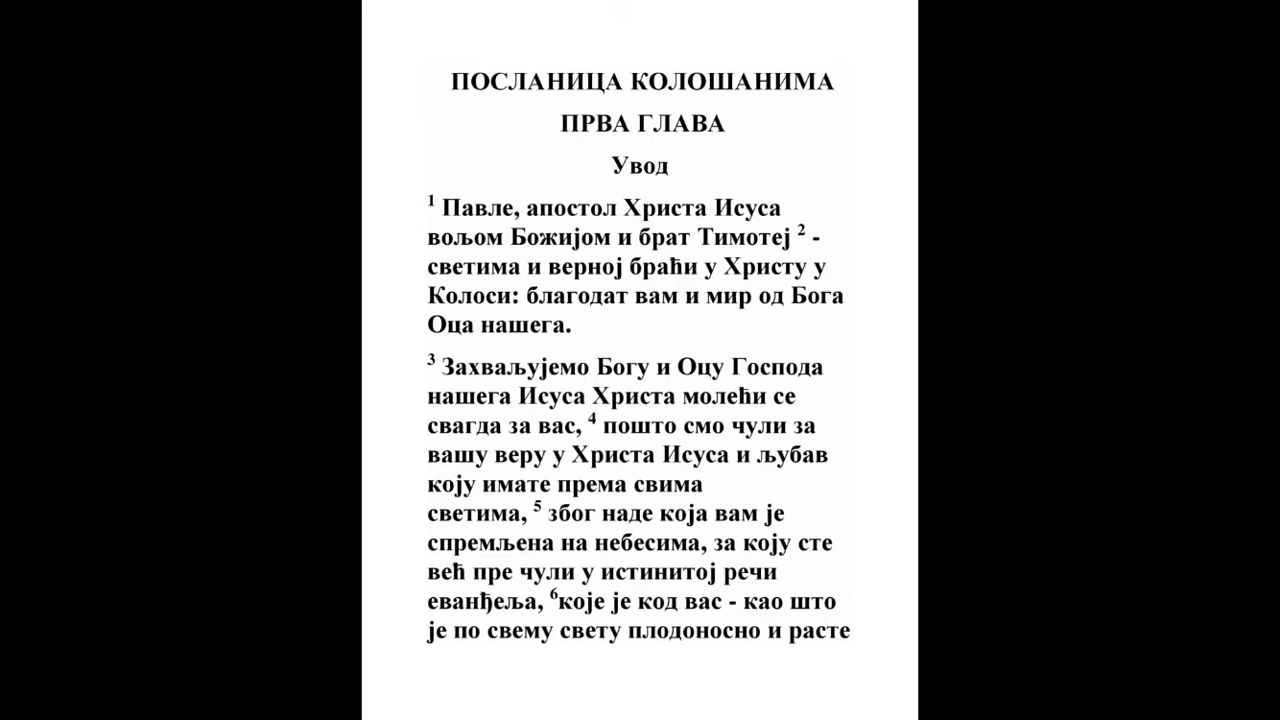 ПОСЛАНИЦА КОЛОШАНИМА
ПРВА ГЛАВА
Увод
¹ Павле, апостол Христа Исуса
вољом Божијом и брат Тимотеј ² -
светима и верној браћи у Христу у
Колоси: благодат вам и мир од Бога
Оца нашега.
³ Захваљујемо Богу и Оцу Господа
нашега Исуса Христа молећи се
свагда за вас, ⁴ пошто смо чули за
вашу веру у Христа Исуса и љубав
коју имате према свима
светима, ⁵ због наде која вам је
спремљена на небесима, за коју сте
већ пре чули у истинитој речи
еванђеља, ⁶које је код вас - као што
је по свему свету плодоносно и расте